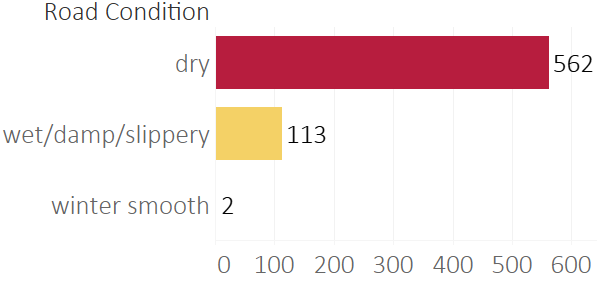 Road Condition
dry 562
wet/damp/slippery 113
winter smooth 2
0 100 200 300 400 500 600